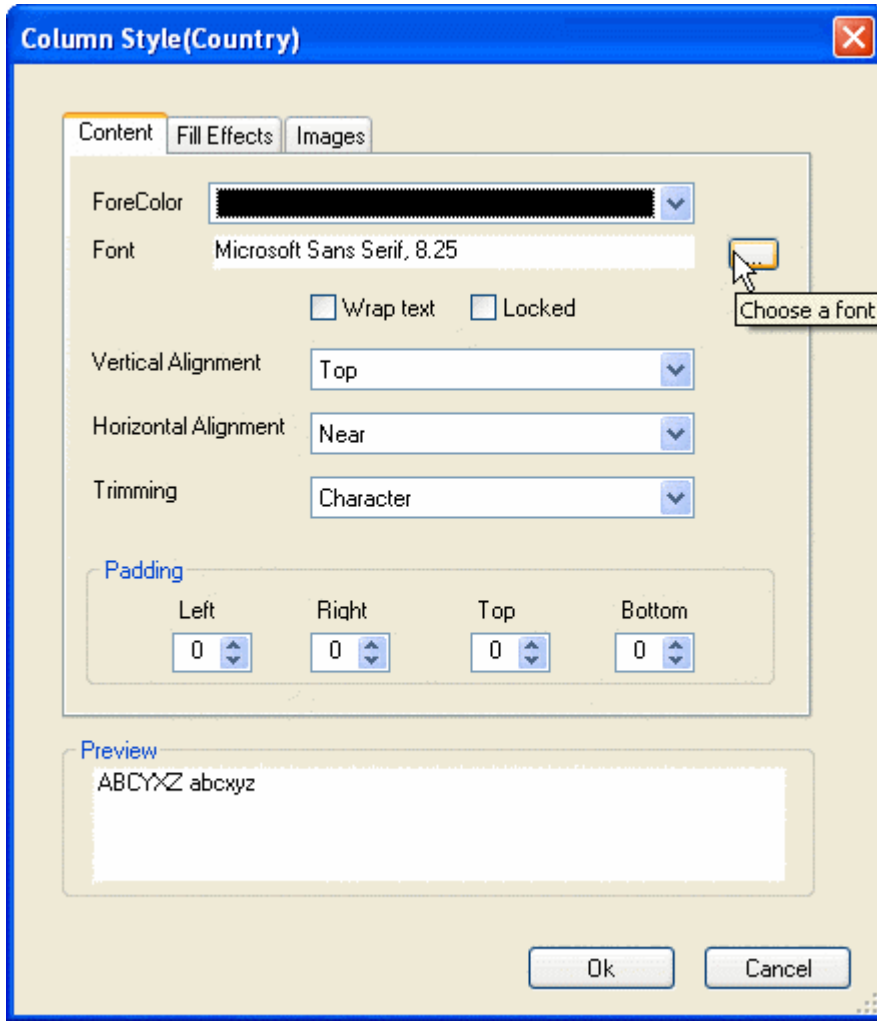 Column Style(Country)
Content Fill Effects Images
ForeColor
Font Microsoft Sans Serif, 8.25 ...
Choose a font
Wrap text Locked
Vertical Alignment Top
Horizontal Alignment Near
Trimming Character
Padding
Left Right Top Bottom
0 0 0 0
Preview
ABCYXZ abcxyz
Ok Cancel